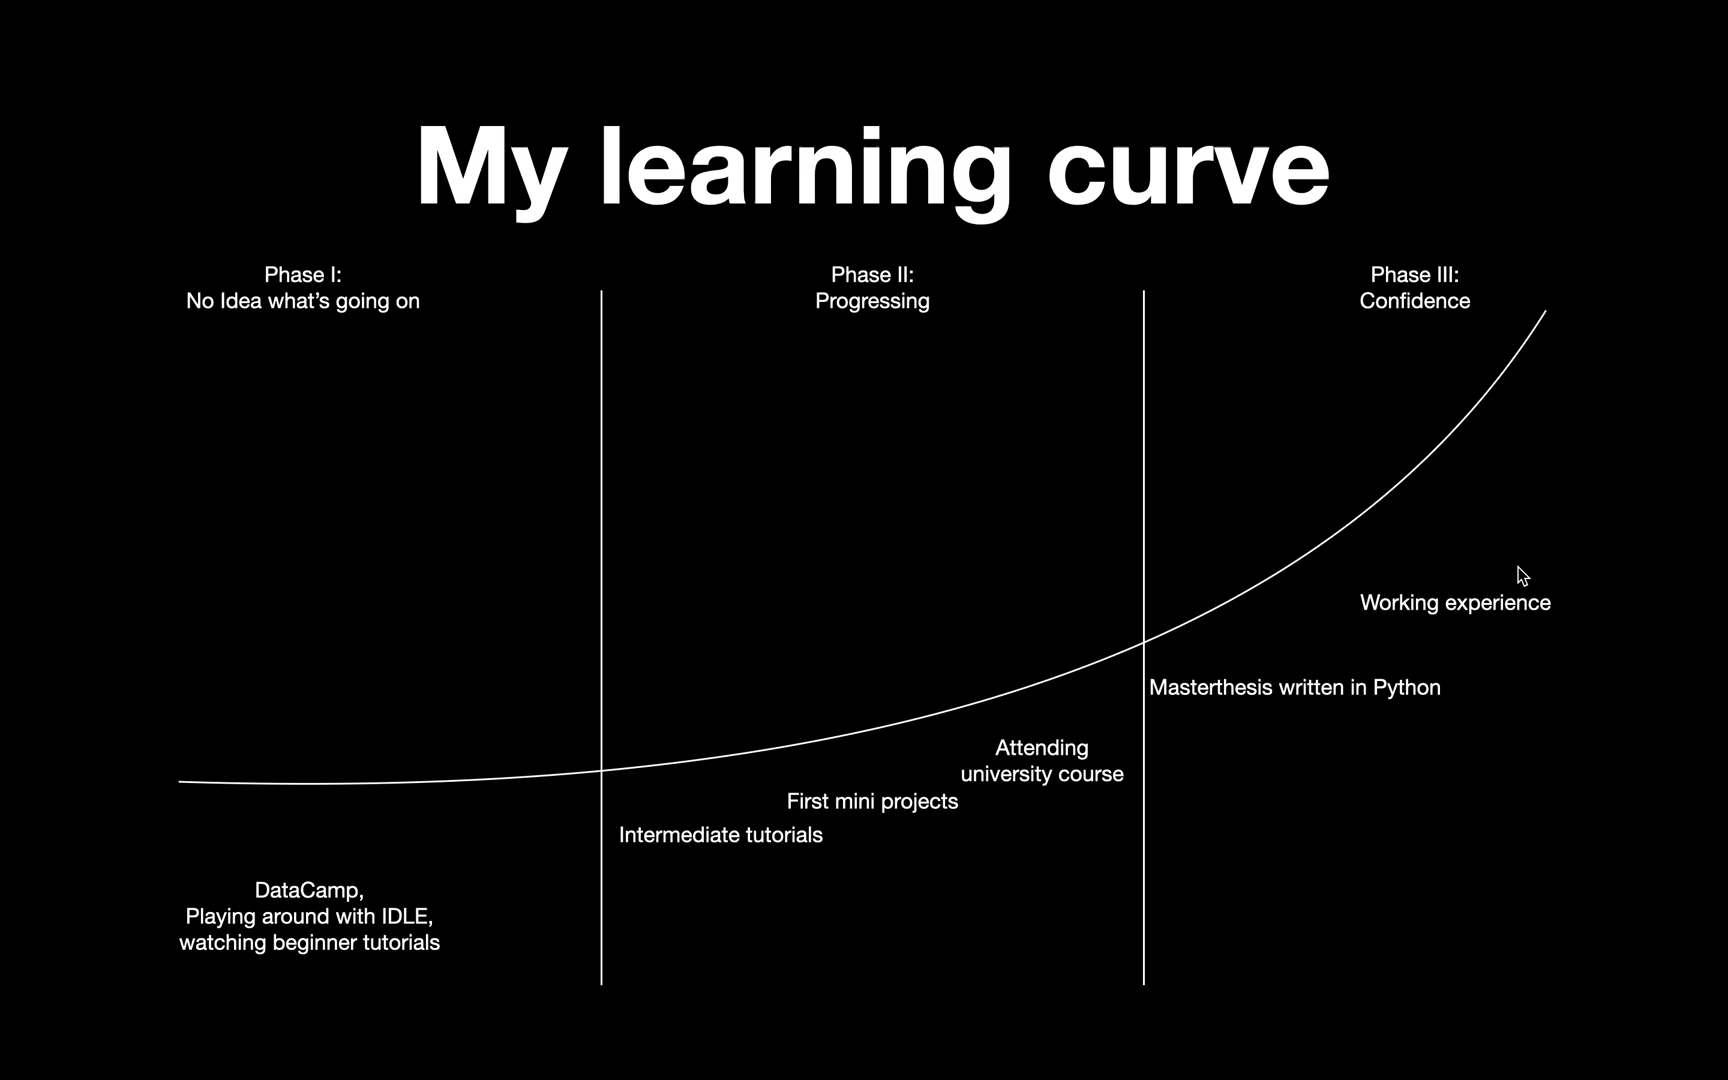 My learning curve
Phase I:
No Idea what’s going on
Phase II:
Progressing
Phase III:
Confidence
Working experience
Masterthesis written in Python
Attending
university course
First mini projects
Intermediate tutorials
DataCamp,
Playing around with IDLE,
watching beginner tutorials